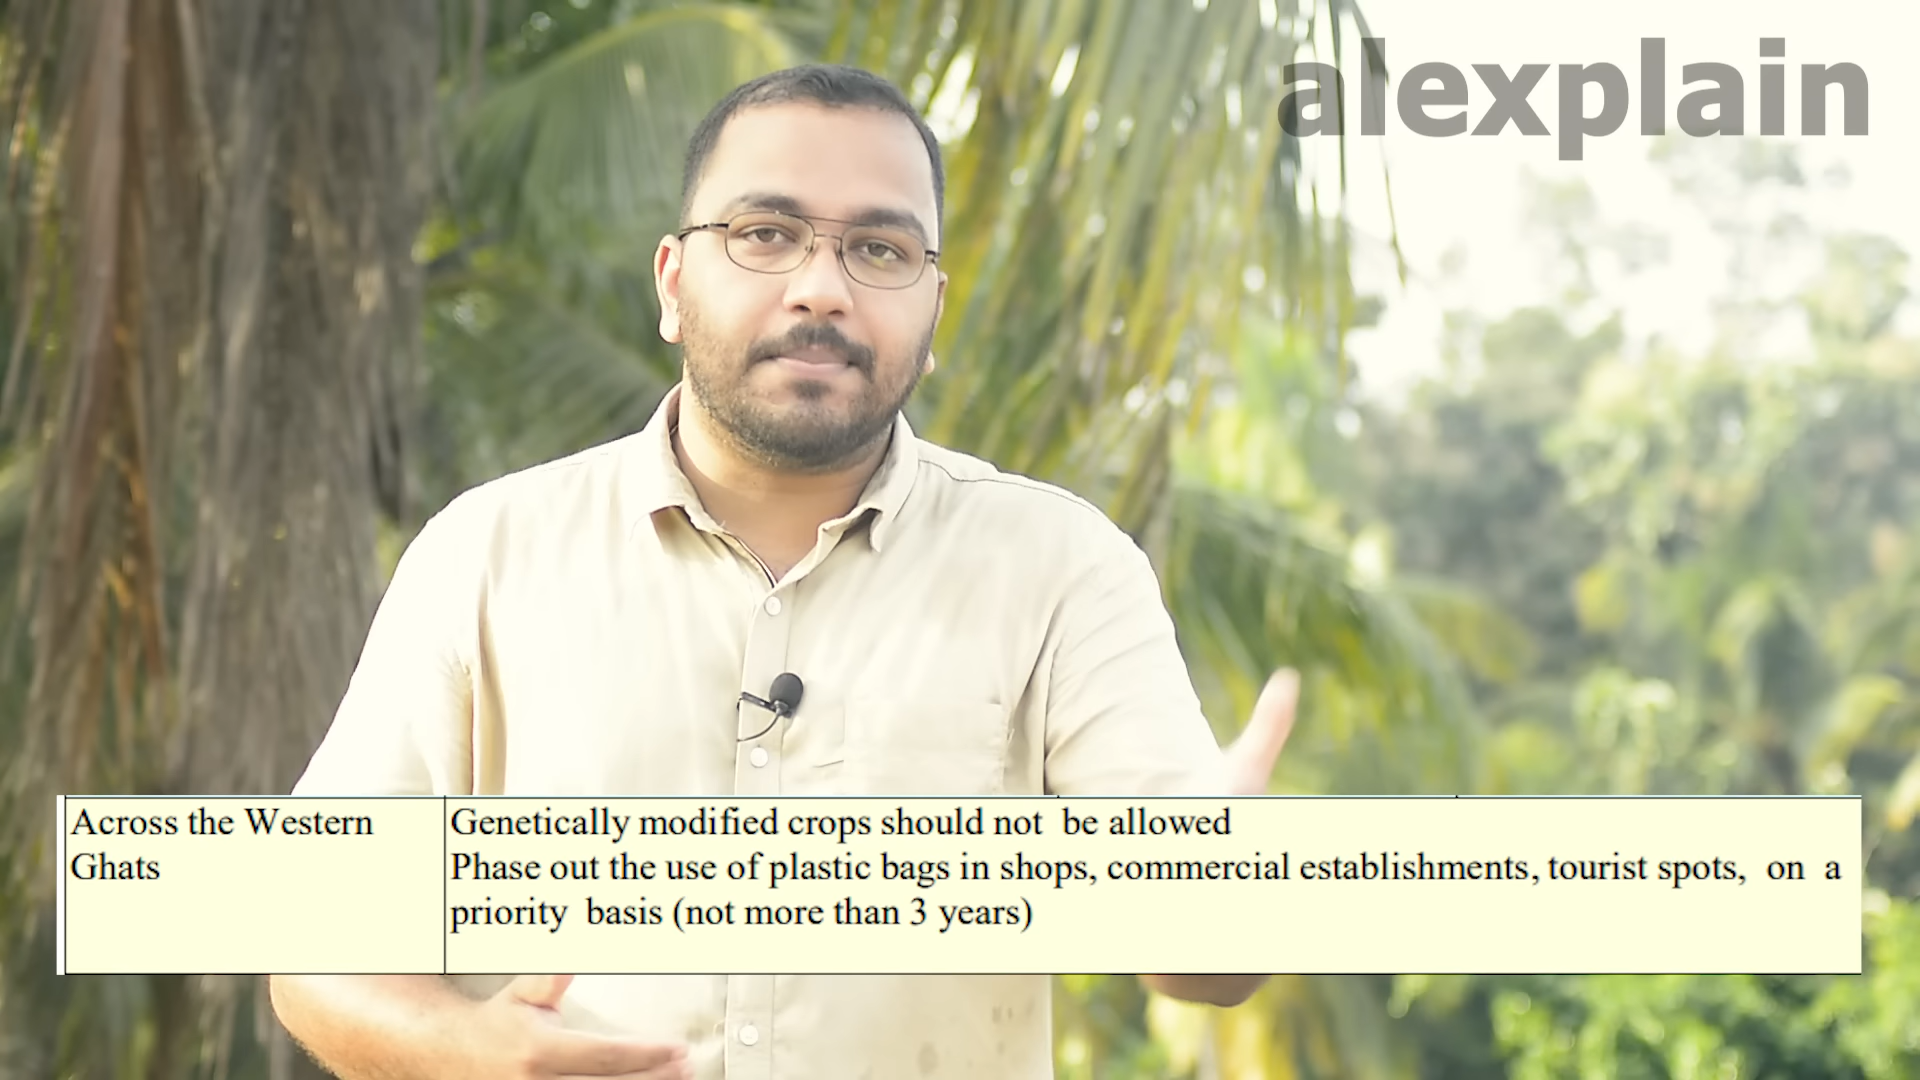 alexplain
Across the Western
Ghats
Genetically modified crops should not be allowed
Phase out the use of plastic bags in shops, commercial establishments, tourist spots, on a
priority basis (not more than 3 years)